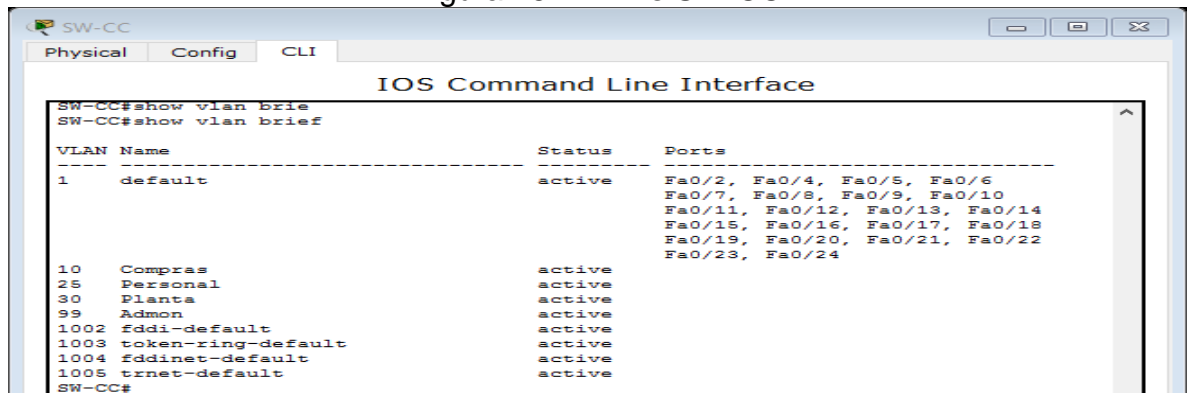 SW-CC
Physical Config CLI
IOS Command Line Interface
SW-CC#show vlan brie
SW-CC#show vlan brief
VLAN Name Status Ports
---- -------------------------------- --------- -------------------------------
1 default active Fa0/2, Fa0/4, Fa0/5, Fa0/6
Fa0/7, Fa0/8, Fa0/9, Fa0/10
Fa0/11, Fa0/12, Fa0/13, Fa0/14
Fa0/15, Fa0/16, Fa0/17, Fa0/18
Fa0/19, Fa0/20, Fa0/21, Fa0/22
Fa0/23, Fa0/24
10 Compras active
25 Personal active
30 Planta active
99 Admon active
1002 fddi-default active
1003 token-ring-default active
1004 fddinet-default active
1005 trnet-default active
SW-CC#